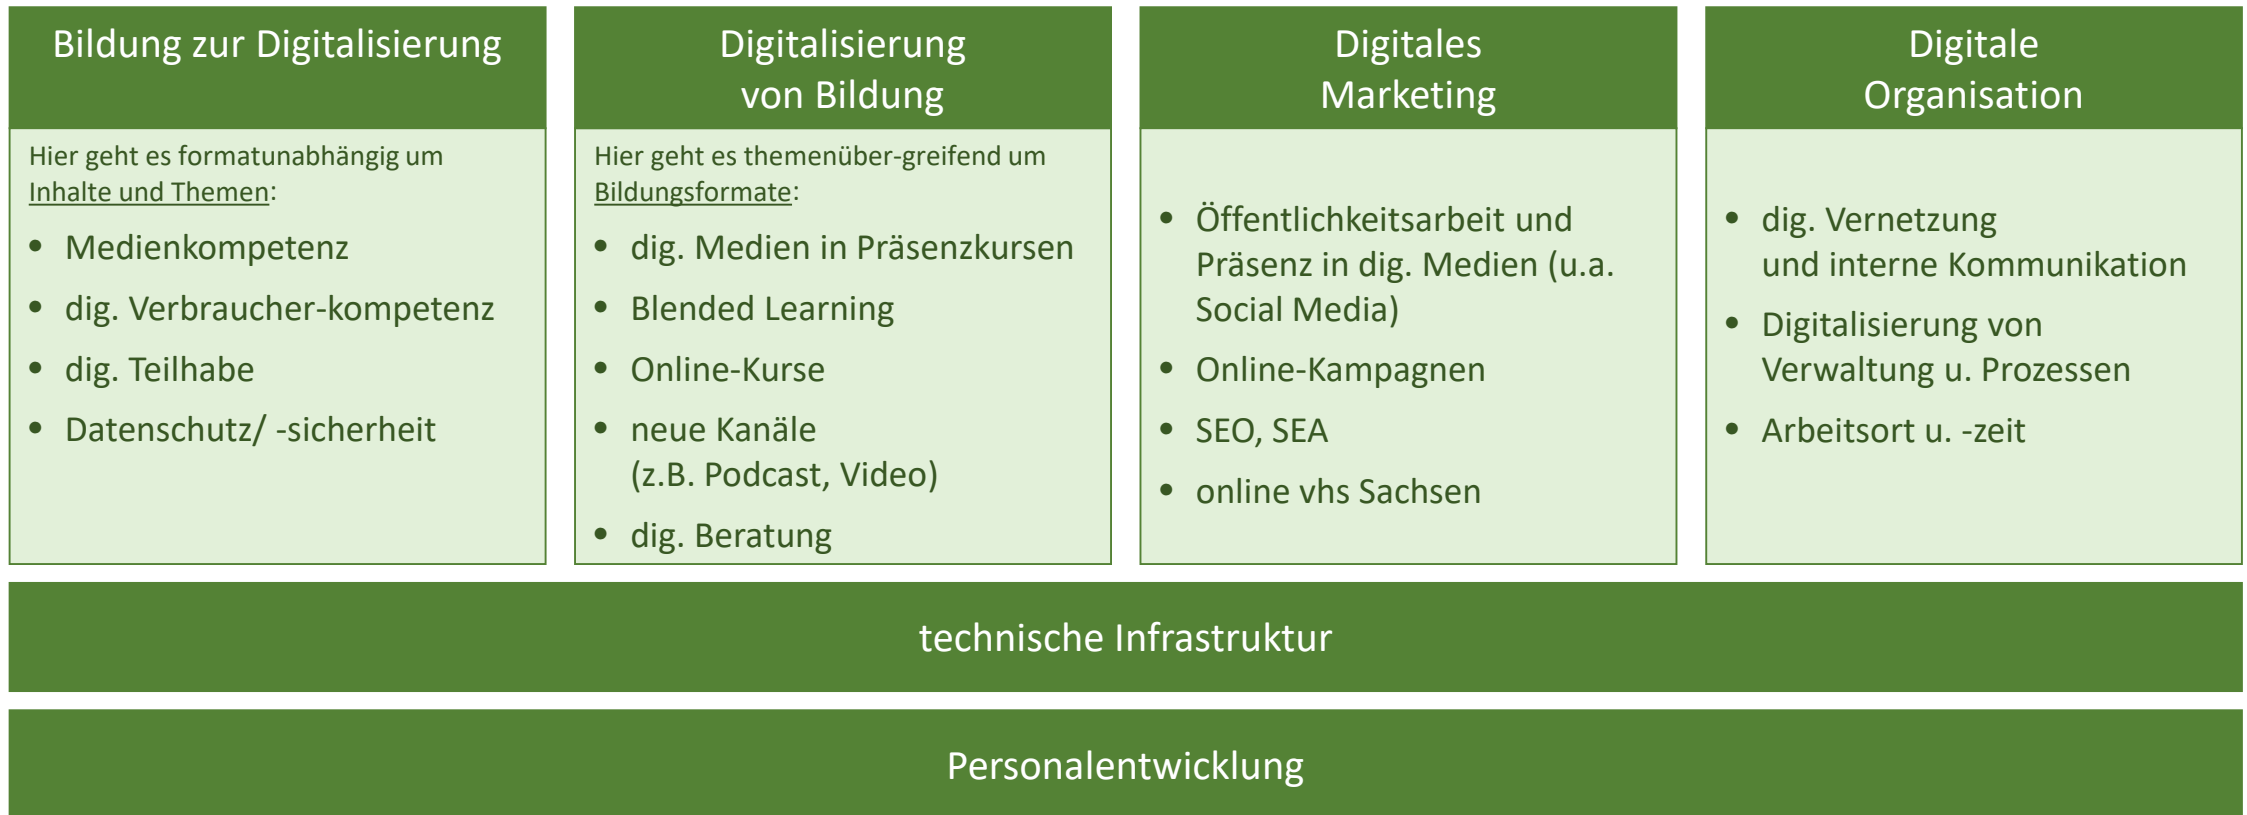 Bildung zur Digitalisierung
Hier geht es formatunabhängig um
Inhalte und Themen:
• Medienkompetenz
• dig. Verbraucher-kompetenz
• dig. Teilhabe
• Datenschutz/ -sicherheit
Digitalisierung
von Bildung
Hier geht es themenüber-greifend um
Bildungsformate:
• dig. Medien in Präsenzkursen
• Blended Learning
• Online-Kurse
• neue Kanäle
(z.B. Podcast, Video)
• dig. Beratung
Digitales
Marketing
• Öffentlichkeitsarbeit und
Präsenz in dig. Medien (u.a.
Social Media)
• Online-Kampagnen
• SEO, SEA
• online vhs Sachsen
Digitale
Organisation
• dig. Vernetzung
und interne Kommunikation
• Digitalisierung von
Verwaltung u. Prozessen
• Arbeitsort u. -zeit
technische Infrastruktur
Personalentwicklung